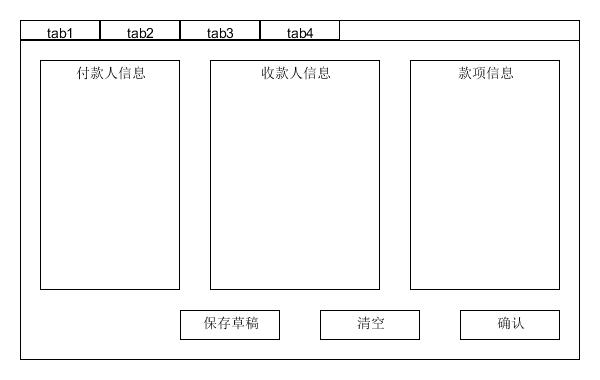 tab1 tab2 tab3 tab4
付款人信息 收款人信息 款项信息
保存草稿 清空 确认